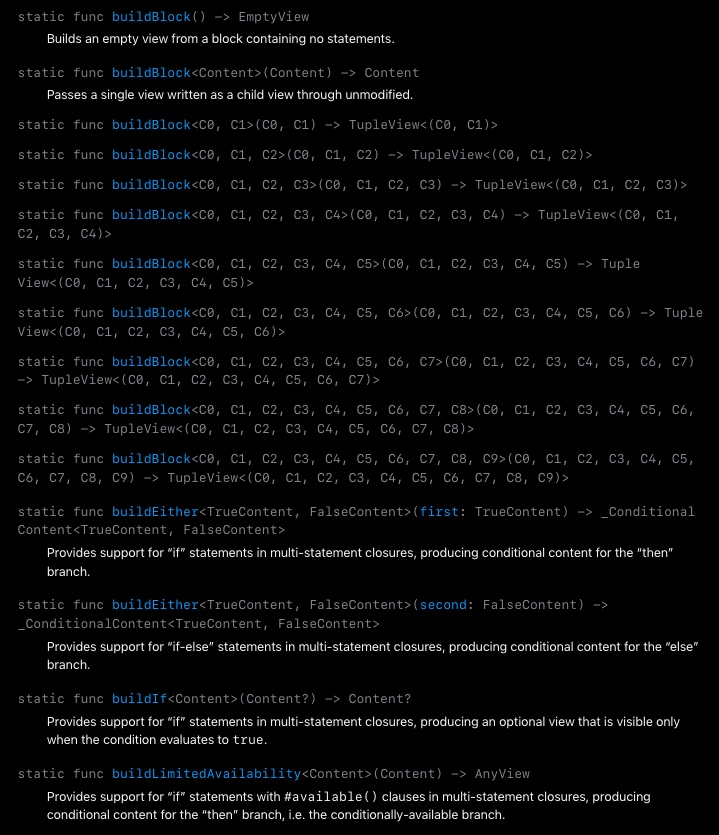 static func buildBlock() -> EmptyView
Builds an empty view from a block containing no statements.
static func buildBlock<Content>(Content) -> Content
Passes a single view written as a child view through unmodified.
static func buildBlock<C0, C1>(C0, C1) -> TupleView<(C0, C1)>
static func buildBlock<C0, C1, C2>(C0, C1, C2) -> TupleView<(C0, C1, C2)>
static func buildBlock<C0, C1, C2, C3>(C0, C1, C2, C3) -> TupleView<(C0, C1, C2, C3)>
static func buildBlock<C0, C1, C2, C3, C4>(C0, C1, C2, C3, C4) -> TupleView<(C0, C1,
C2, C3, C4)>
static func buildBlock<C0, C1, C2, C3, C4, C5>(C0, C1, C2, C3, C4, C5) -> Tuple
View<(C0, C1, C2, C3, C4, C5)>
static func buildBlock<C0, C1, C2, C3, C4, C5, C6>(C0, C1, C2, C3, C4, C5, C6) -> Tuple
View<(C0, C1, C2, C3, C4, C5, C6)>
static func buildBlock<C0, C1, C2, C3, C4, C5, C6, C7>(C0, C1, C2, C3, C4, C5, C6, C7)
-> TupleView<(C0, C1, C2, C3, C4, C5, C6, C7)>
static func buildBlock<C0, C1, C2, C3, C4, C5, C6, C7, C8>(C0, C1, C2, C3, C4, C5, C6,
C7, C8) -> TupleView<(C0, C1, C2, C3, C4, C5, C6, C7, C8)>
static func buildBlock<C0, C1, C2, C3, C4, C5, C6, C7, C8, C9>(C0, C1, C2, C3, C4, C5,
C6, C7, C8, C9) -> TupleView<(C0, C1, C2, C3, C4, C5, C6, C7, C8, C9)>
static func buildEither<TrueContent, FalseContent>(first: TrueContent) -> _Conditional
Content<TrueContent, FalseContent>
Provides support for “if” statements in multi-statement closures, producing conditional content for the “then”
branch.
static func buildEither<TrueContent, FalseContent>(second: FalseContent) ->
_ConditionalContent<TrueContent, FalseContent>
Provides support for “if-else” statements in multi-statement closures, producing conditional content for the “else”
branch.
static func buildIf<Content>(Content?) -> Content?
Provides support for “if” statements in multi-statement closures, producing an optional view that is visible only
when the condition evaluates to true.
static func buildLimitedAvailability<Content>(Content) -> AnyView
Provides support for “if” statements with #available() clauses in multi-statement closures, producing
conditional content for the “then” branch, i.e. the conditionally-available branch.